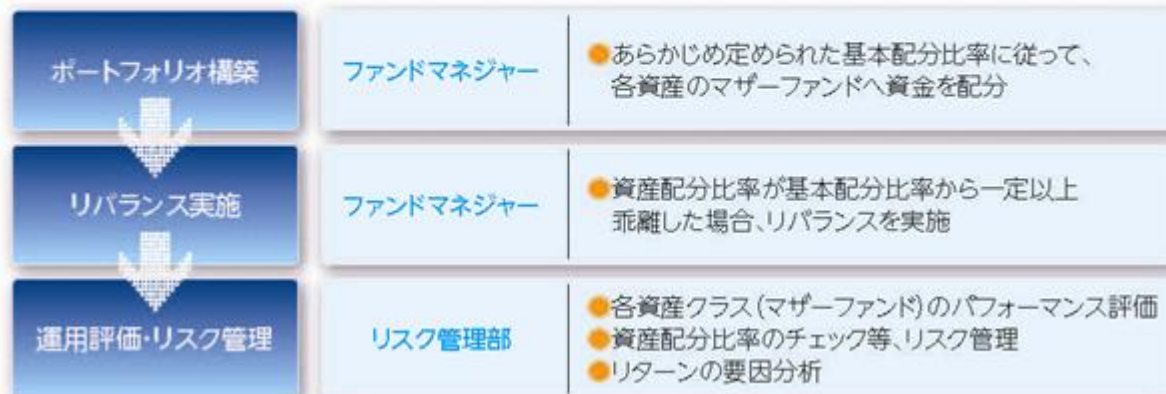 ポートフォリオ構築
ファンドマネジャー
●あらかじめ定められた基本配分比率に従って、
各資産のマザーファンドへ資金を配分
リバランス実施
ファンドマネジャー
●資産配分比率が基本配分比率から一定以上
乖離した場合、リバランスを実施
運用評価・リスク管理
リスク管理部
●各資産クラス(マザーファンド)のパフォーマンス評価
●資産配分比率のチェック等、リスク管理
●リターンの要因分析